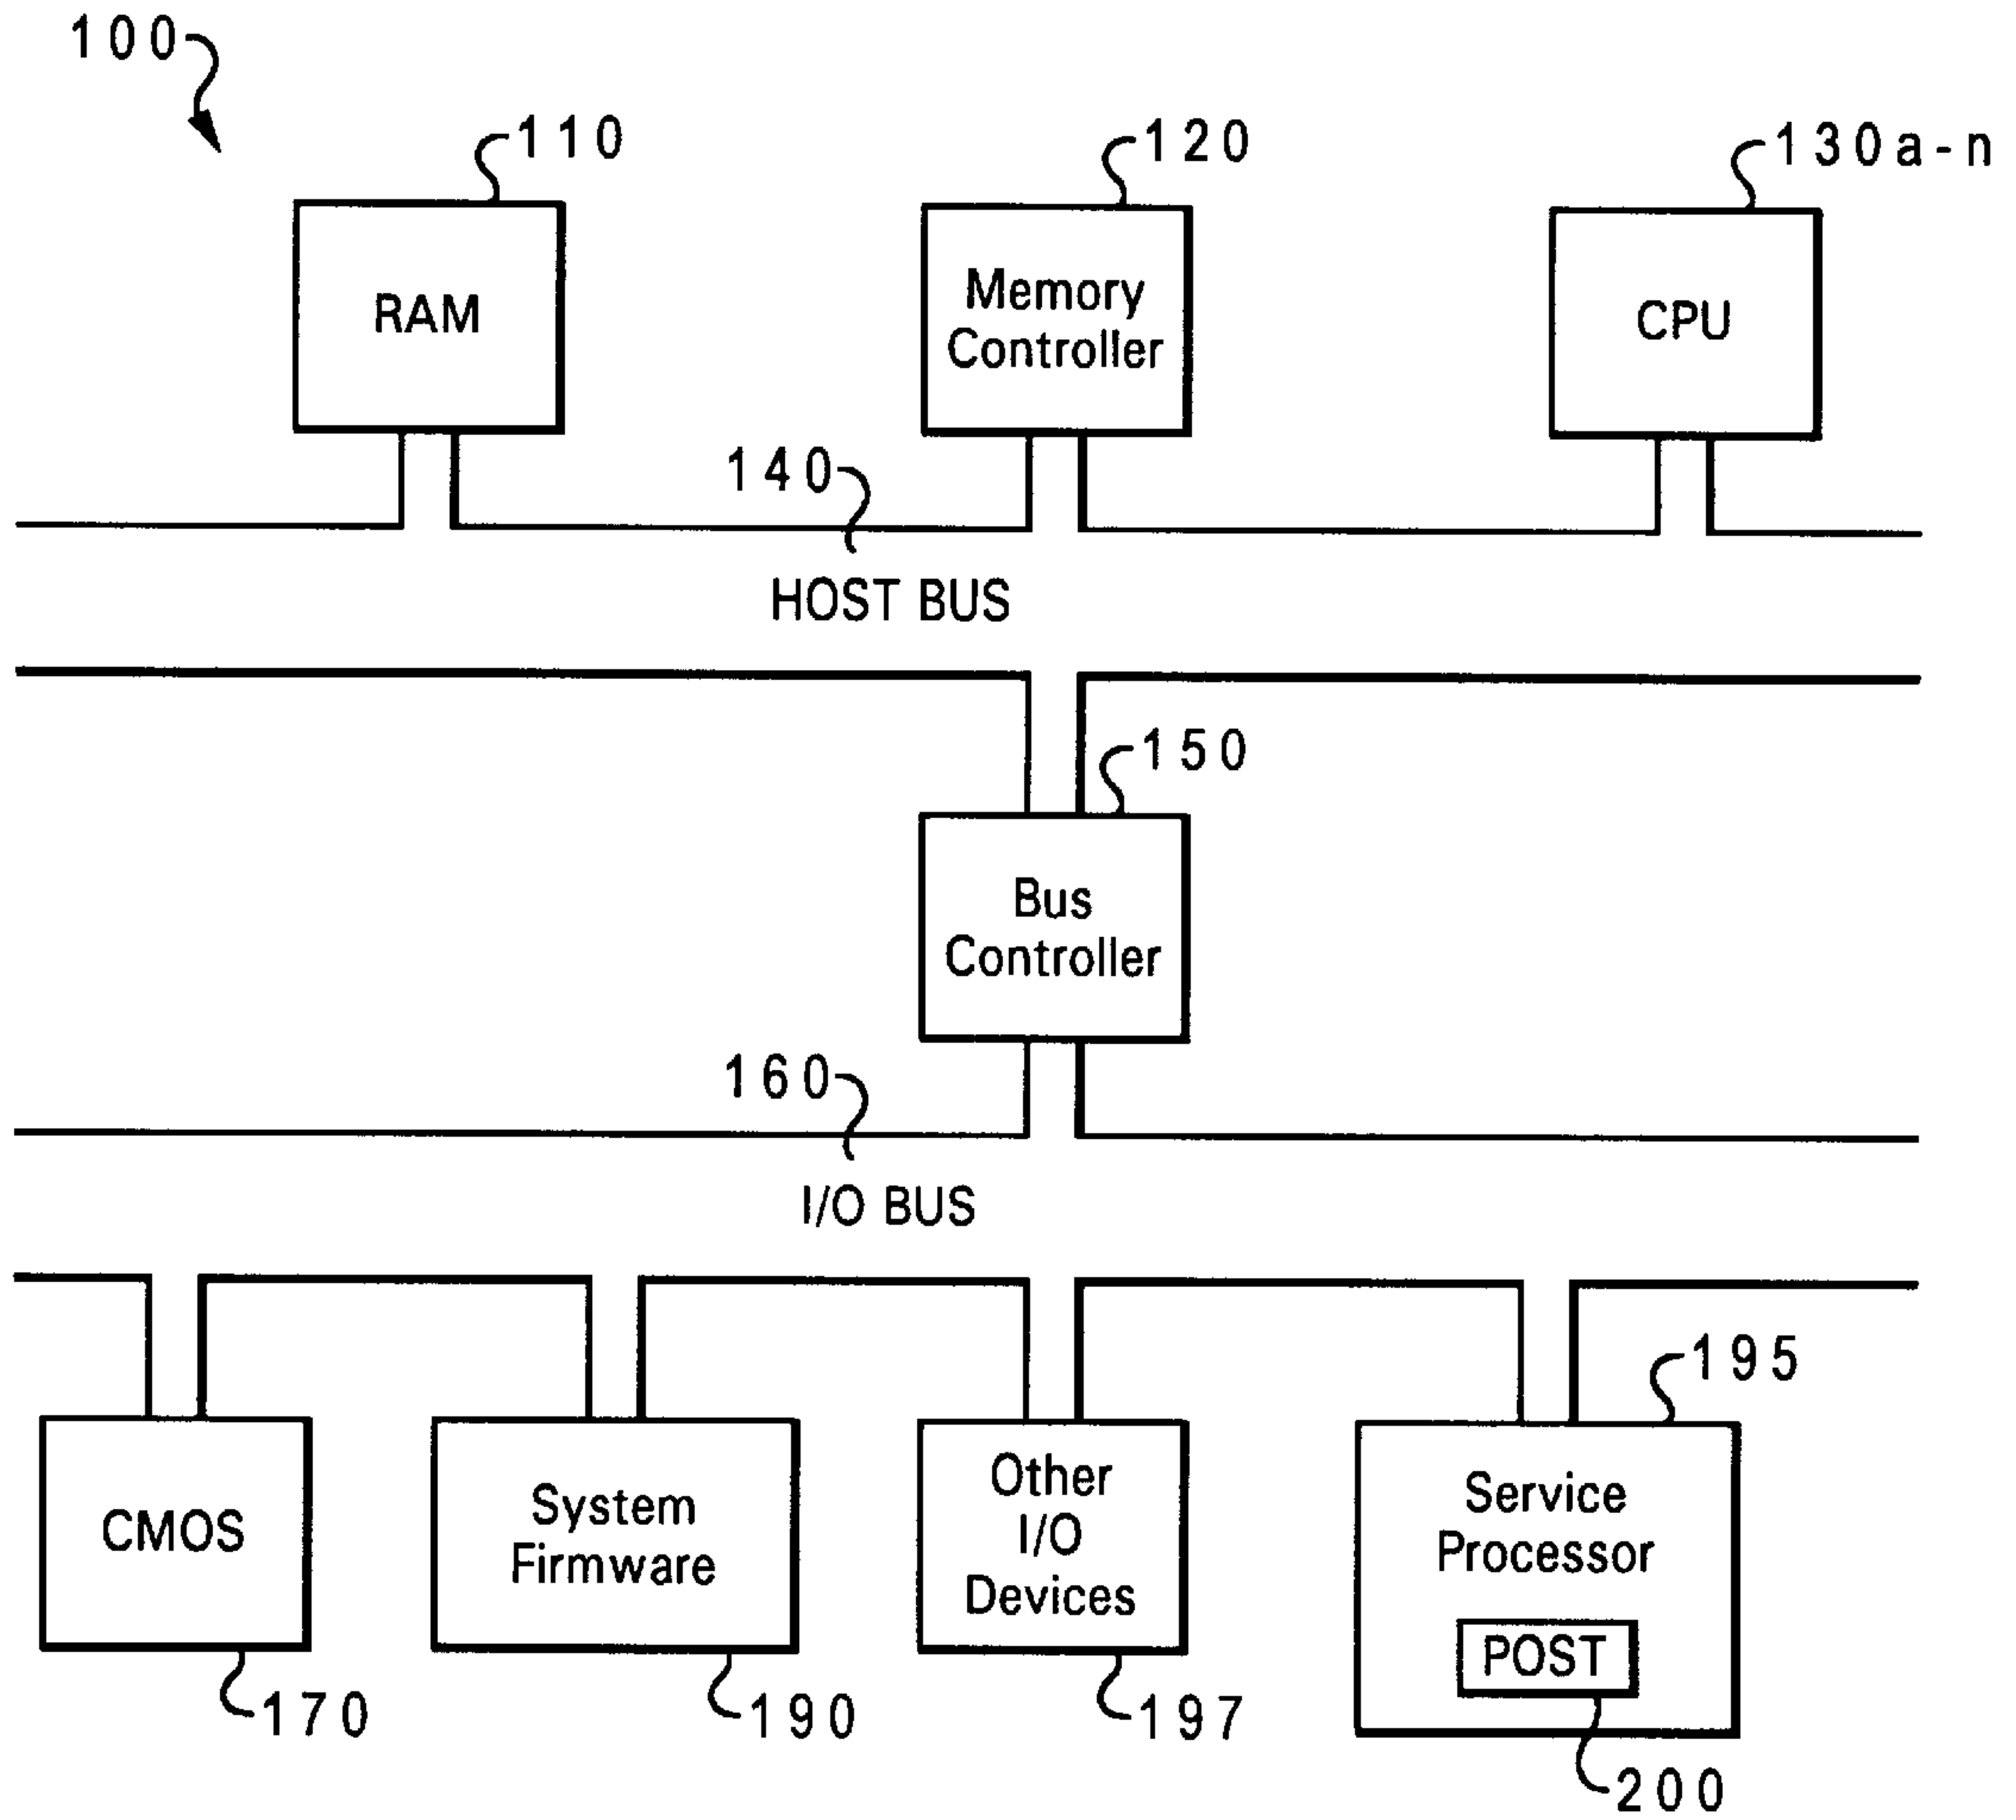 100
110
120
130a-n
RAM
Memory
Controller
CPU
140
HOST BUS
150
Bus
Controller
160
I/O BUS
195
CMOS
System
Firmware
Other
I/O
Devices
Service
Processor
POST
170
190
197
200